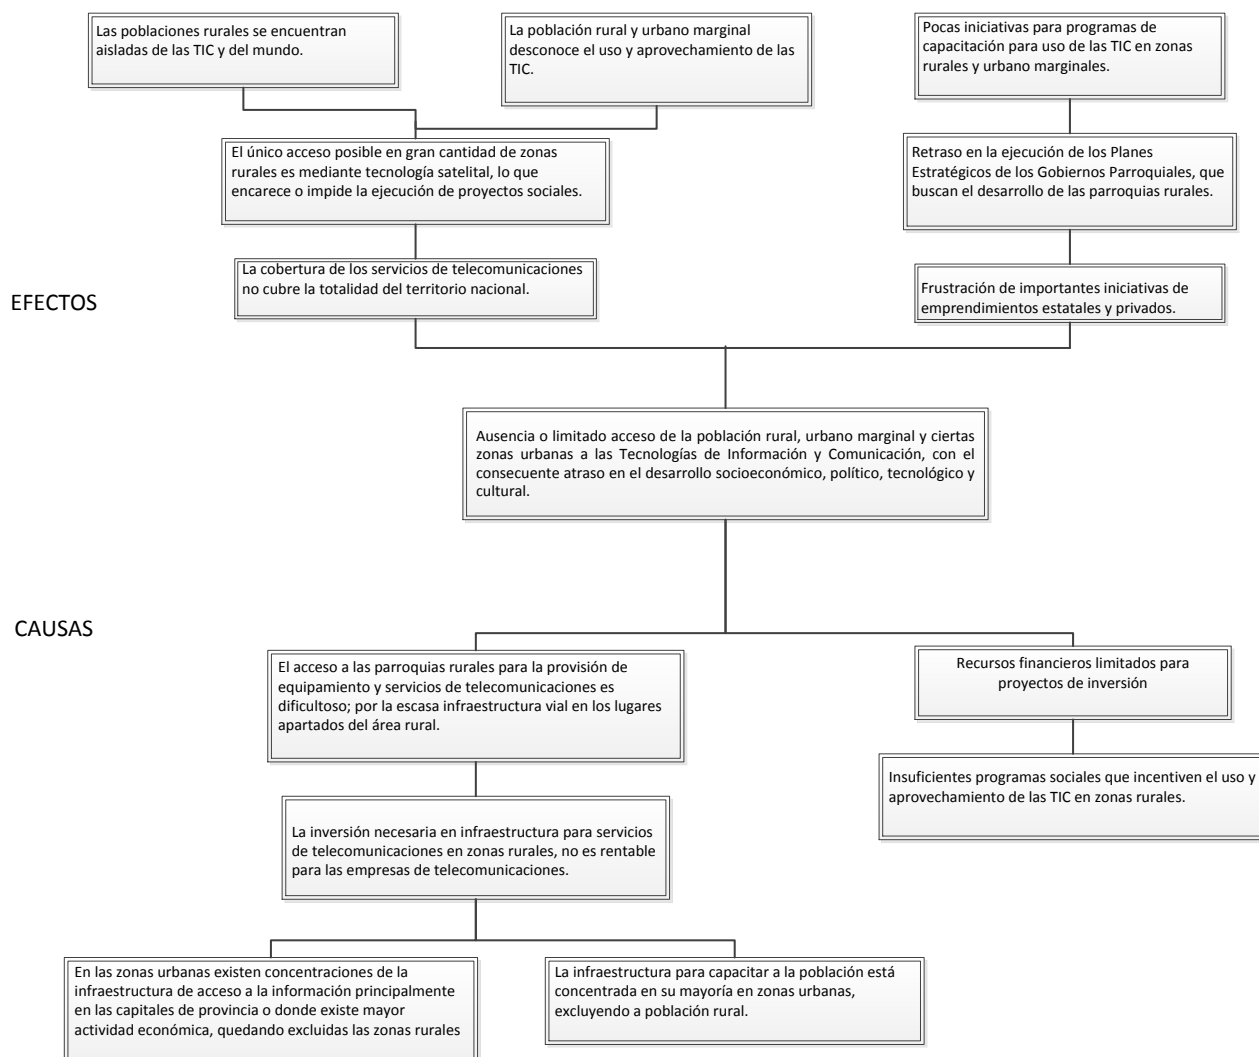 Las poblaciones rurales se encuentran
aisladas de las TIC y del mundo.
La población rural y urbano marginal
desconoce el uso y aprovechamiento de las
TIC.
Pocas iniciativas para programas de
capacitación para uso de las TIC en zonas
rurales y urbano marginales.
El único acceso posible en gran cantidad de zonas
rurales es mediante tecnología satelital, lo que
encarece o impide la ejecución de proyectos sociales.
Retraso en la ejecución de los Planes
Estratégicos de los Gobiernos Parroquiales, que
buscan el desarrollo de las parroquias rurales.
La cobertura de los servicios de telecomunicaciones
no cubre la totalidad del territorio nacional.
Frustración de importantes iniciativas de
emprendimientos estatales y privados.
EFECTOS
Ausencia o limitado acceso de la población rural, urbano marginal y ciertas
zonas urbanas a las Tecnologías de Información y Comunicación, con el
consecuente atraso en el desarrollo socioeconómico, político, tecnológico y
cultural.
CAUSAS
El acceso a las parroquias rurales para la provisión de
equipamiento y servicios de telecomunicaciones es
dificultoso; por la escasa infraestructura vial en los lugares
apartados del área rural.
Recursos financieros limitados para
proyectos de inversión
Insuficientes programas sociales que incentiven el uso y
aprovechamiento de las TIC en zonas rurales.
La inversión necesaria en infraestructura para servicios
de telecomunicaciones en zonas rurales, no es rentable
para las empresas de telecomunicaciones.
En las zonas urbanas existen concentraciones de la
infraestructura de acceso a la información principalmente
en las capitales de provincia o donde existe mayor
actividad económica, quedando excluidas las zonas rurales
La infraestructura para capacitar a la población está
concentrada en su mayoría en zonas urbanas,
excluyendo a población rural.